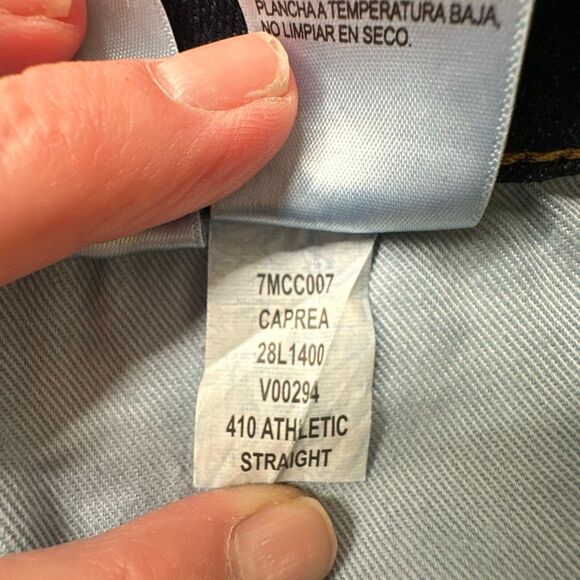 PLANCHA A TEMPERATURA BAJA,
NO LIMPIAR EN SECO.
7MCC007
CAPREA
28L1400
V00294
410 ATHLETIC
STRAIGHT